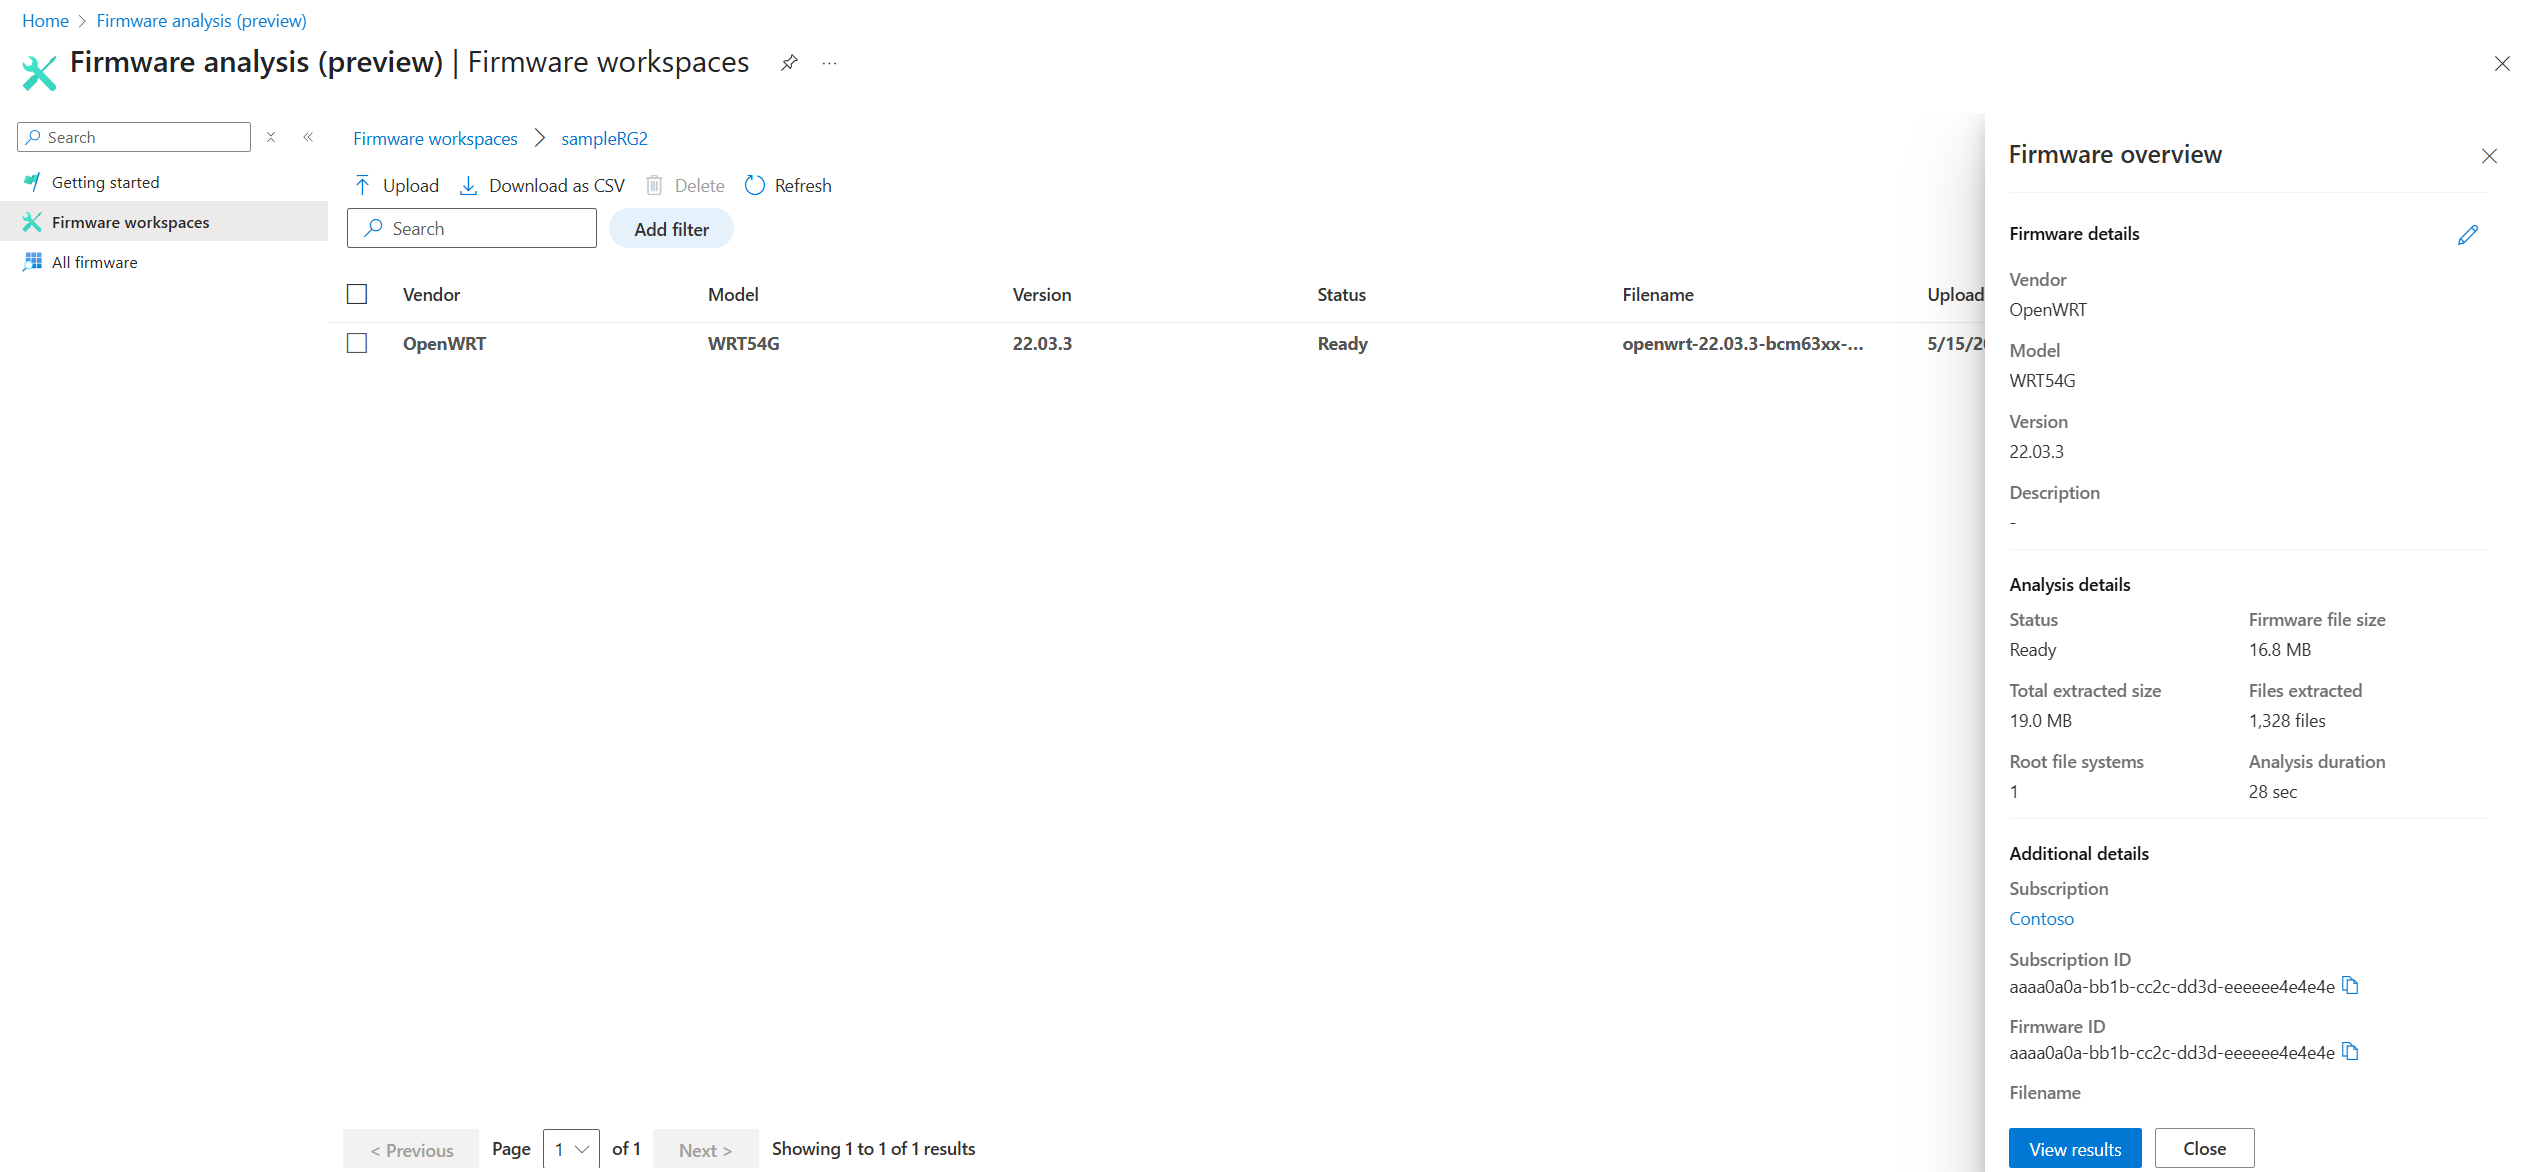 Home > Firmware analysis (preview)
Firmware analysis (preview) | Firmware workspaces ...
Search
Getting started
Firmware workspaces
All firmware
Firmware workspaces > sampleRG2
Upload Download as CSV Delete Refresh
Search Add filter
Vendor Model Version Status Filename Upload
OpenWRT WRT54G 22.03.3 Ready openwrt-22.03.3-bcm63xx-... 5/15/20
< Previous Page 1 of 1 Next > Showing 1 to 1 of 1 results
Firmware overview
Firmware details
Vendor
OpenWRT
Model
WRT54G
Version
22.03.3
Description
-
Analysis details
Status Firmware file size
Ready 16.8 MB
Total extracted size Files extracted
19.0 MB 1,328 files
Root file systems Analysis duration
1 28 sec
Additional details
Subscription
Contoso
Subscription ID
aaaa0a0a-bb1b-cc2c-dd3d-eeeeee4e4e4e
Firmware ID
aaaa0a0a-bb1b-cc2c-dd3d-eeeeee4e4e4e
Filename
View results Close